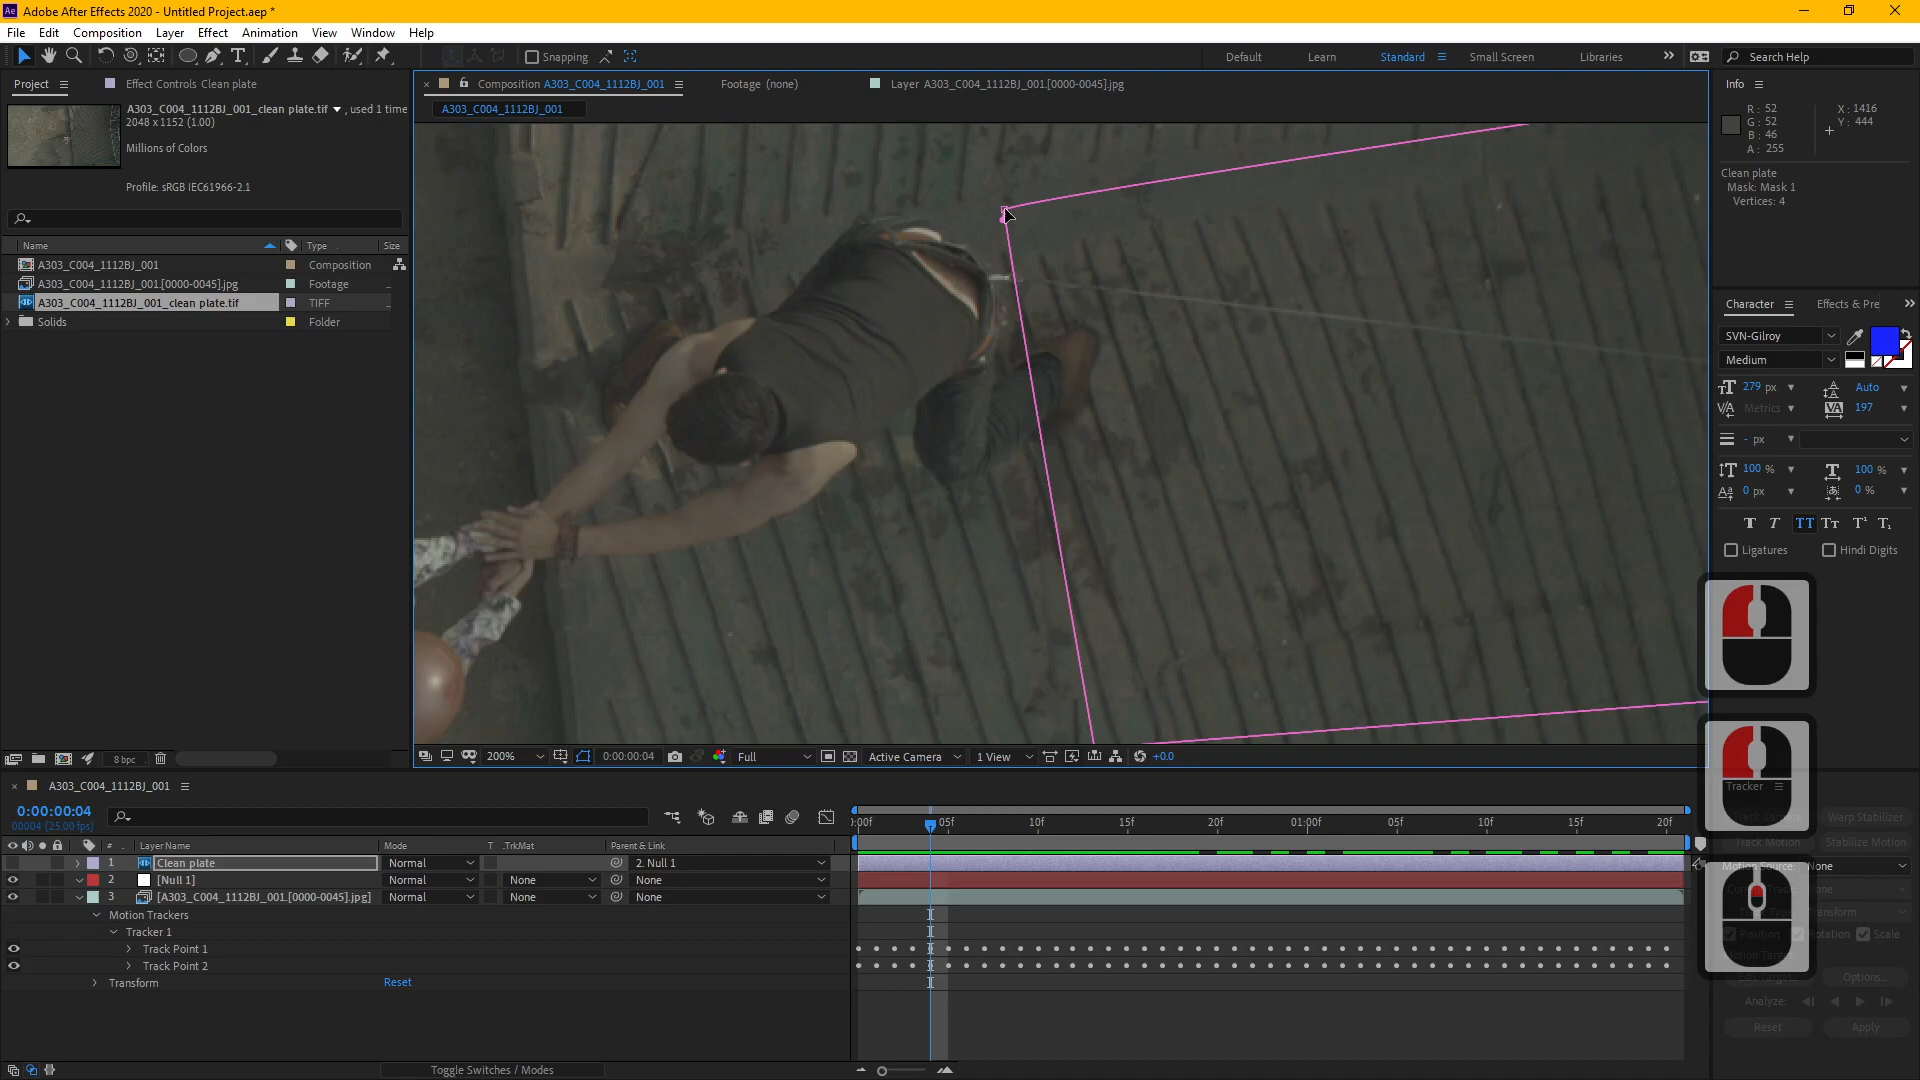 Adobe After Effects 2020 - Untitled Project.aep *
File Edit Composition Layer Effect Animation View Window Help
Snapping
Default Learn Standard Small Screen Libraries Search Help
Project Effect Controls Clean plate
Composition A303_C004_1112BJ_001 Footage (none) Layer A303_C004_1112BJ_001.[0000-0045].jpg
A303_C004_1112BJ_001
A303_C004_1112BJ_001_clean plate.tif , used 1 time
2048 x 1152 (1.00)
Millions of Colors
Profile: sRGB IEC61966-2.1
Name Type Size
A303_C004_1112BJ_001 Composition
A303_C004_1112BJ_001.[0000-0045].jpg Footage
A303_C004_1112BJ_001_clean plate.tif TIFF
Solids Folder
8 bpc
200% 0:00:00:04 Full Active Camera 1 View +0.0
Info
R : 52
G : 52
B : 46
A : 255
X : 1416
Y : 444
Clean plate
Mask: Mask 1
Vertices: 4
Character Effects & Pre
SVN-Gilroy
Medium
279 px Auto
Metrics 197
- px
100 % 100 %
0 px 0 %
Ligatures Hindi Digits
Tracker
Warp Stabilizer
Track Motion Stabilize Motion
Motion Source: None
Transform
Position Rotation Scale
Edit Target... Options...
Analyze:
Reset Apply
A303_C004_1112BJ_001
0:00:00:04
00004 (25.00 fps)
# Layer Name Mode T .TrkMat Parent & Link
1 Clean plate Normal 2. Null 1
2 [Null 1] Normal None None
3 [A303_C004_1112BJ_001.[0000-0045].jpg] Normal None None
Motion Trackers
Tracker 1
Track Point 1
Track Point 2
Transform Reset
:00f 05f 10f 15f 20f 01:00f 05f 10f 15f 20f
Toggle Switches / Modes